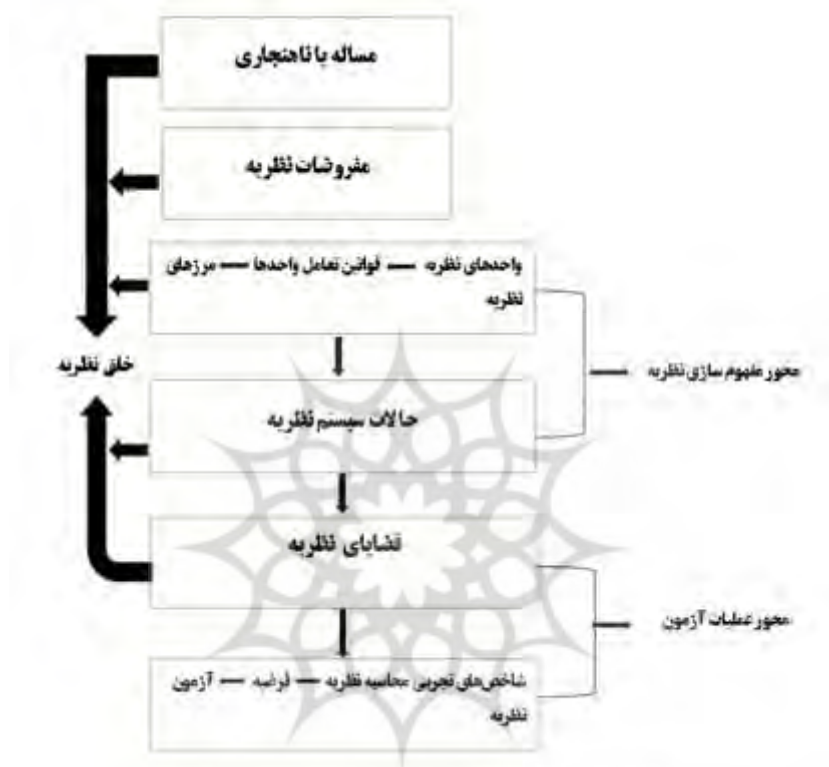 مساله یا ناهنجاری
مفروضات نظریه
واحدهای نظریه — قوانین تعامل واحدها — مرزهای
نظریه
خلق نظریه
محور مفهوم سازی نظریه
حالات سیستم نظریه
قضایای نظریه
محور عملیات آزمون
شاخص‌های تجربی محاسبه نظریه — فرضیه — آزمون
نظریه